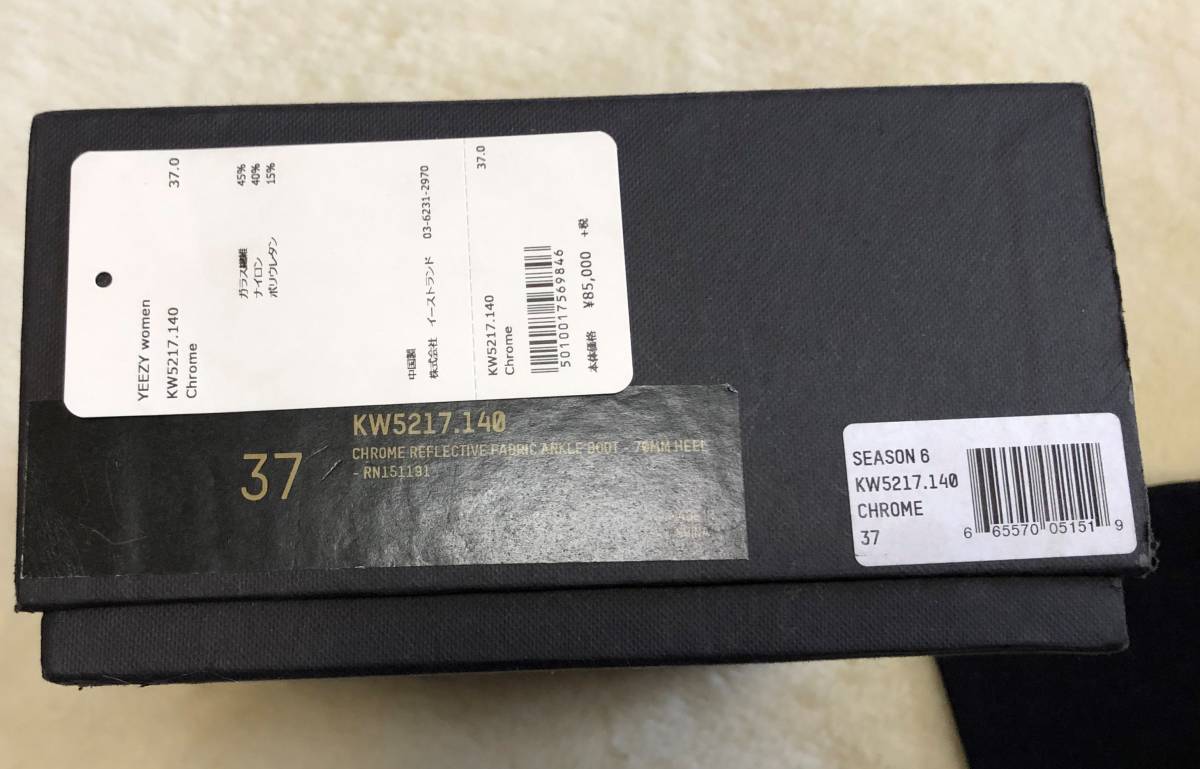 YEEZY women
KW5217.140 37.0
Chrome
ガラス繊維 45%
ナイロン 40%
ポリウレタン 15%
中国製
株式会社 イーストランド 03-6231-2970
KW5217.140 37.0
Chrome
5010017569846
本体価格 ¥85,000 +税
37
KW5217.140
CHROME REFLECTIVE FABRIC ANKLE BOOT - 70MM HEEL
- RN151191
SEASON 6
KW5217.140
CHROME
37
6 65570 05151 9